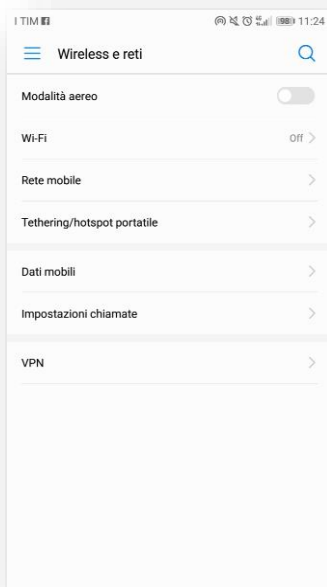 I TIM
98 11:24
Wireless e reti
Modalità aereo
Wi-Fi Off
Rete mobile
Tethering/hotspot portatile
Dati mobili
Impostazioni chiamate
VPN